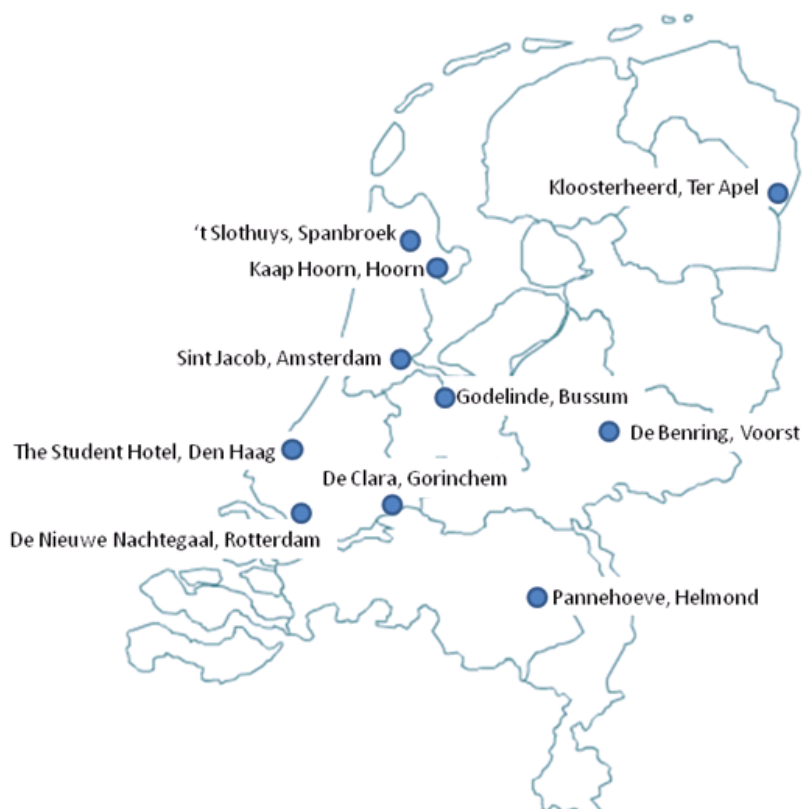 Kloosterheerd, Ter Apel
‘t Slothuys, Spanbroek
Kaap Hoorn, Hoorn
Sint Jacob, Amsterdam
Godelinde, Bussum
De Benring, Voorst
The Student Hotel, Den Haag
De Clara, Gorinchem
De Nieuwe Nachtegaal, Rotterdam
Pannehoeve, Helmond